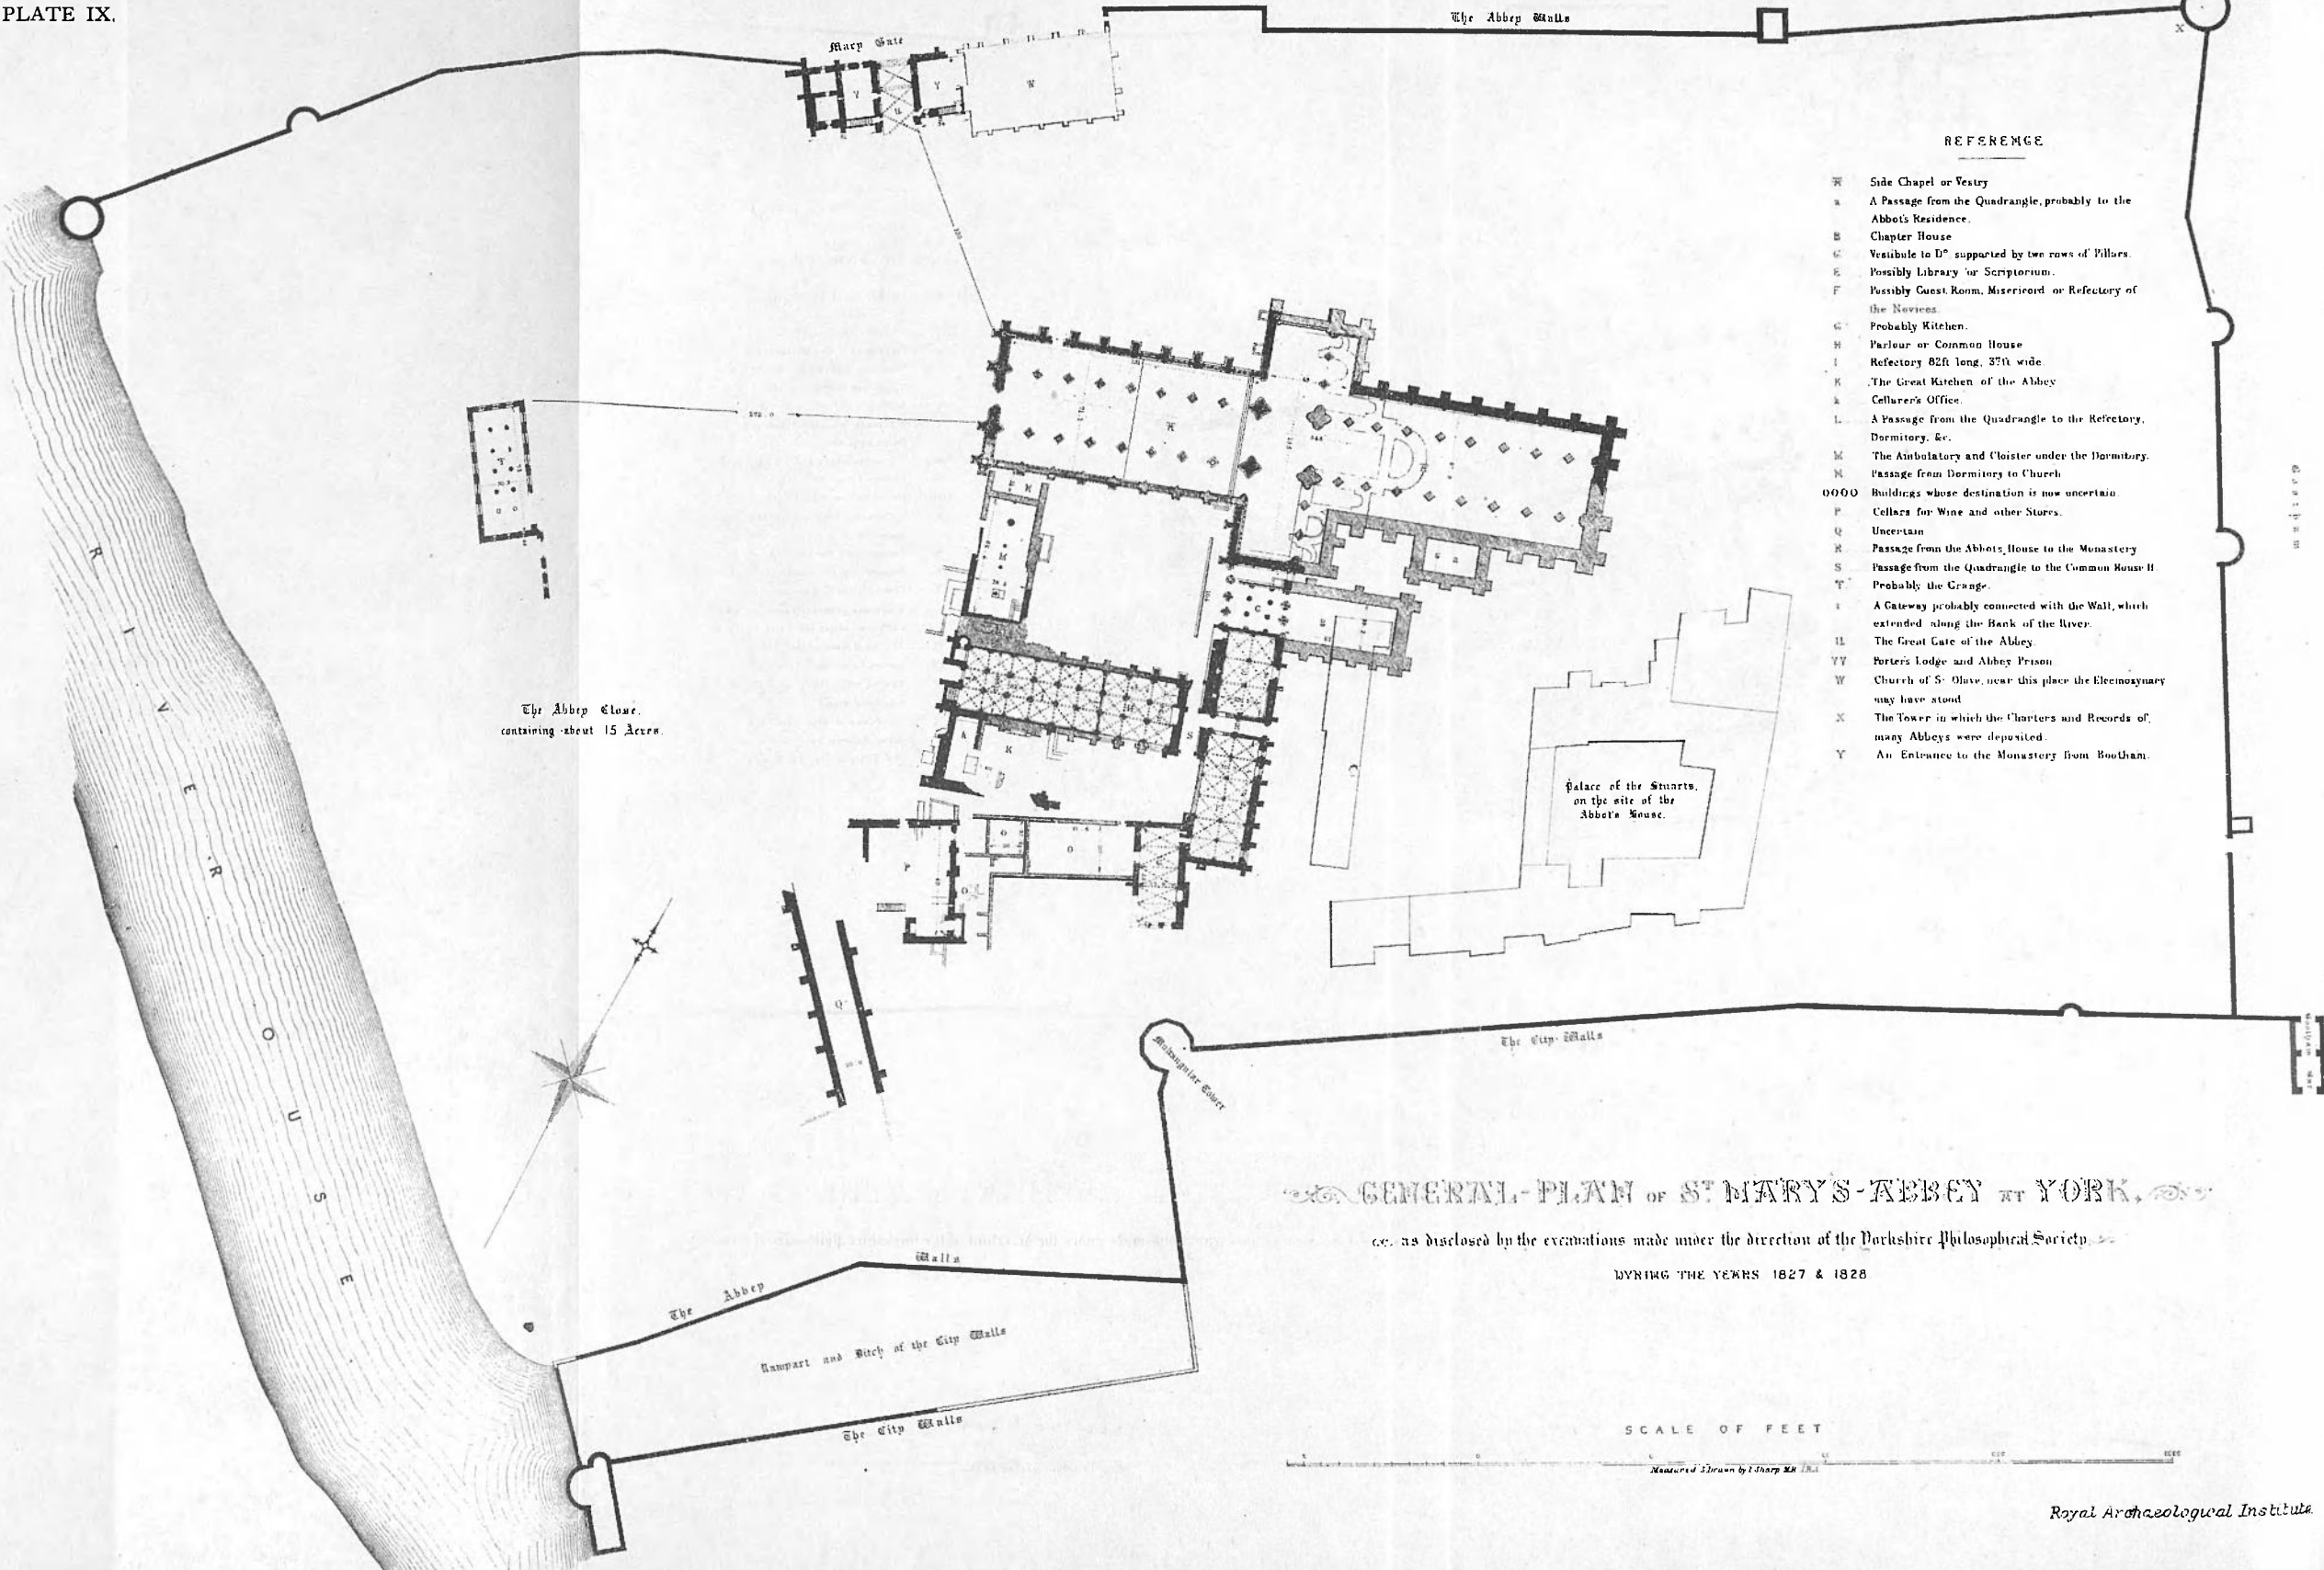 PLATE IX.
The Abbey Walls
Mary Gate
Y
Y
W
X
REFERENCE
Side Chapel or Vestry
A Passage from the Quadrangle, probably to the
Abbot's Residence.
B Chapter House
C Vestibule to Do. supported by two rows of Pillars.
E Possibly Library or Scriptorium.
F Possibly Guest Room, Misericord or Refectory of
the Novices.
G Probably Kitchen.
H Parlour or Common House
I Refectory 82ft long, 37ft wide.
K The Great Kitchen of the Abbey
k Cellarer's Office.
L A Passage from the Quadrangle to the Refectory,
Dormitory, &c.
M The Ambulatory and Cloister under the Dormitory.
N Passage from Dormitory to Church
OOOO Buildings whose destination is now uncertain.
P Cellars for Wine and other Stores.
Q Uncertain
R Passage from the Abbots House to the Monastery
S Passage from the Quadrangle to the Common House H.
T Probably the Grange.
A Gateway probably connected with the Wall, which
extended along the Bank of the River.
U The Great Gate of the Abbey.
YY Porter's Lodge and Abbey Prison
W Church of St Olave, near this place the Eleemosynary
may have stood
X The Tower in which the Charters and Records of
many Abbeys were deposited.
Y An Entrance to the Monastery from Bootham.
RIVER OUSE
The Abbey Close,
containing about 15 Acres.
T
C
M
S
K
O
O
P
O
Q
Palace of the Stuarts,
on the site of the
Abbot's House.
Multangular Tower
The City Walls
The Abbey Walls
Rampart and Ditch of the City Walls
The City Walls
GENERAL-PLAN OF ST MARYS-ABBEY AT YORK,
as disclosed by the excavations made under the direction of the Yorkshire Philosophical Society
DVRING THE YEARS 1827 & 1828
SCALE OF FEET
Measured & drawn by E Sharp M.A.
Royal Archaeological Institute.